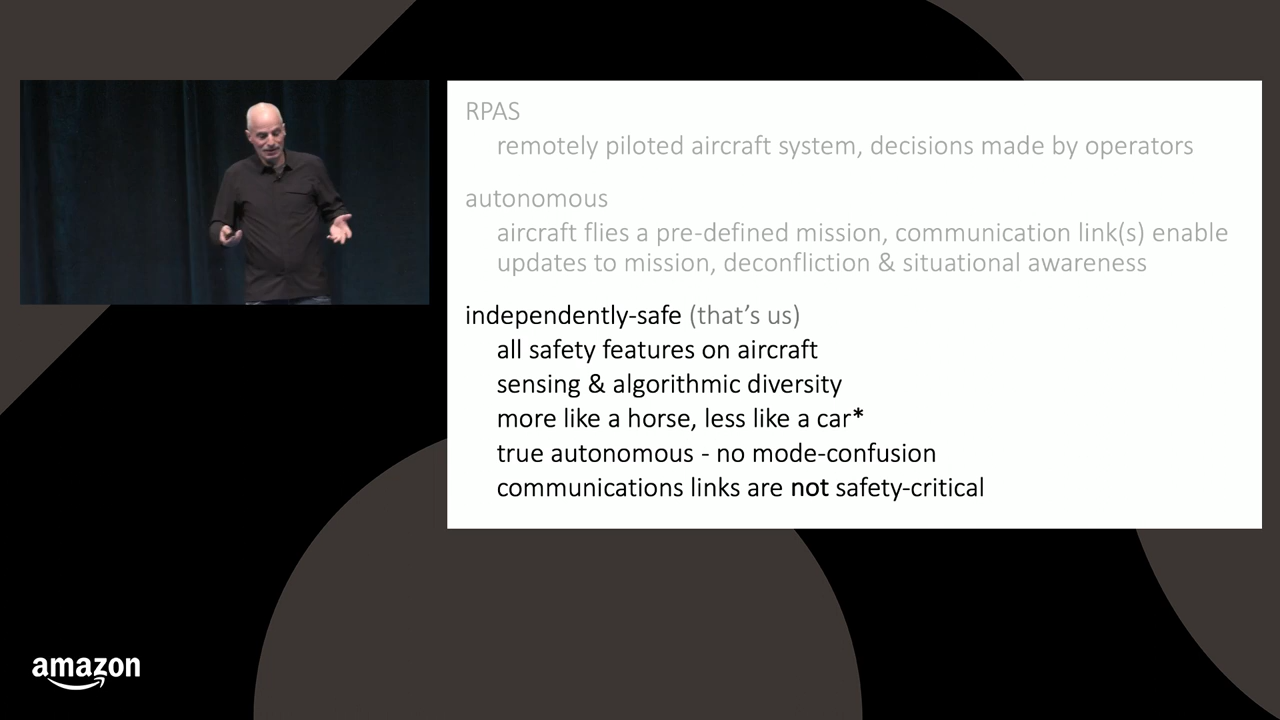 RPAS
remotely piloted aircraft system, decisions made by operators
autonomous
aircraft flies a pre-defined mission, communication link(s) enable
updates to mission, deconfliction & situational awareness
independently-safe (that’s us)
all safety features on aircraft
sensing & algorithmic diversity
more like a horse, less like a car*
true autonomous - no mode-confusion
communications links are not safety-critical
amazon